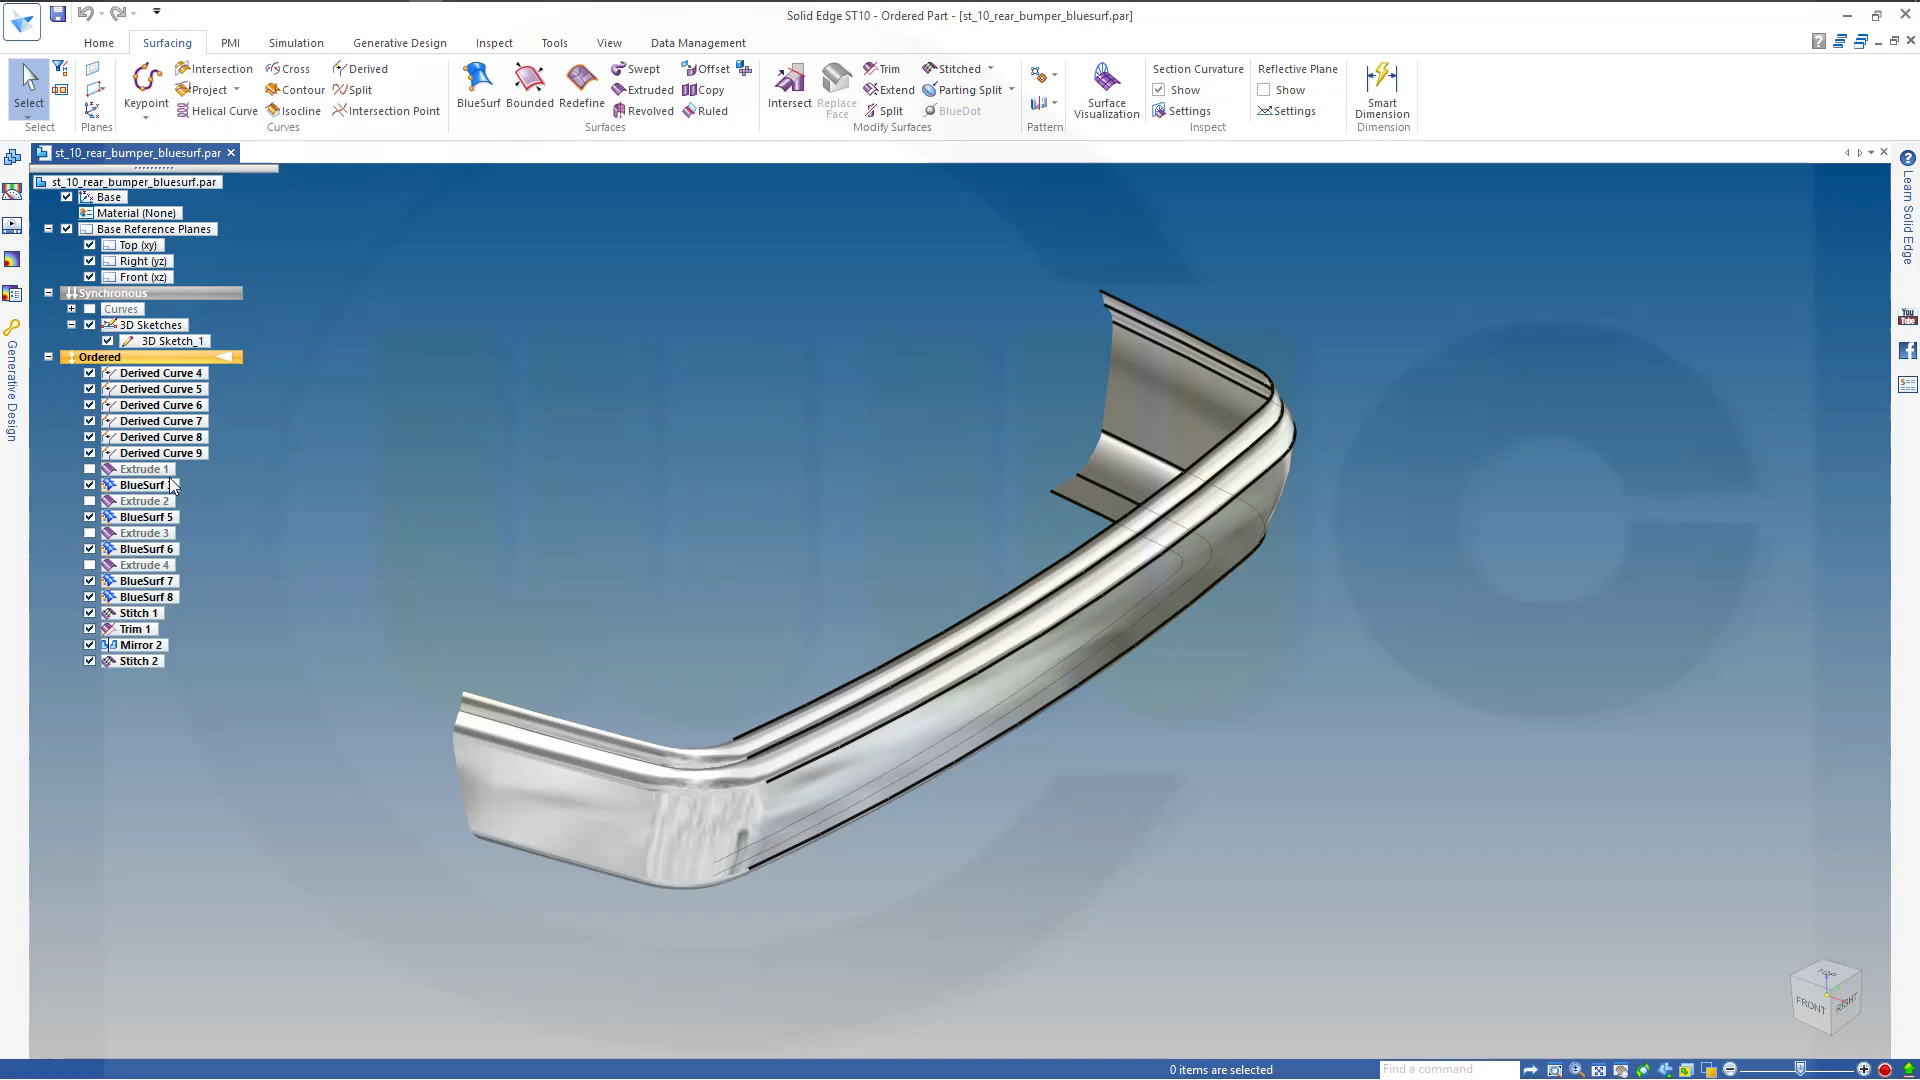 Solid Edge ST10 - Ordered Part - [st_10_rear_bumper_bluesurf.par]
Home Surfacing PMI Simulation Generative Design Inspect Tools View Data Management
Select
Select
Planes
Keypoint
Intersection
Project
Helical Curve
Cross
Contour
Isocline
Derived
Split
Intersection Point
Curves
BlueSurf
Bounded
Redefine
Swept
Extruded
Revolved
Offset
Copy
Ruled
Surfaces
Intersect
Replace
Face
Trim
Extend
Split
Stitched
Parting Split
BlueDot
Modify Surfaces
Pattern
Surface
Visualization
Section Curvature
Show
Settings
Inspect
Reflective Plane
Show
Settings
Smart
Dimension
Dimension
st_10_rear_bumper_bluesurf.par
st_10_rear_bumper_bluesurf.par
Base
Material (None)
Base Reference Planes
Top (xy)
Right (yz)
Front (xz)
Synchronous
Curves
3D Sketches
3D Sketch_1
Ordered
Derived Curve 4
Derived Curve 5
Derived Curve 6
Derived Curve 7
Derived Curve 8
Derived Curve 9
Extrude 1
BlueSurf
Extrude 2
BlueSurf 5
Extrude 3
BlueSurf 6
Extrude 4
BlueSurf 7
BlueSurf 8
Stitch 1
Trim 1
Mirror 2
Stitch 2
Generative Design
Learn Solid Edge
You
Tube
TOP
FRONT
RIGHT
0 items are selected
Find a command